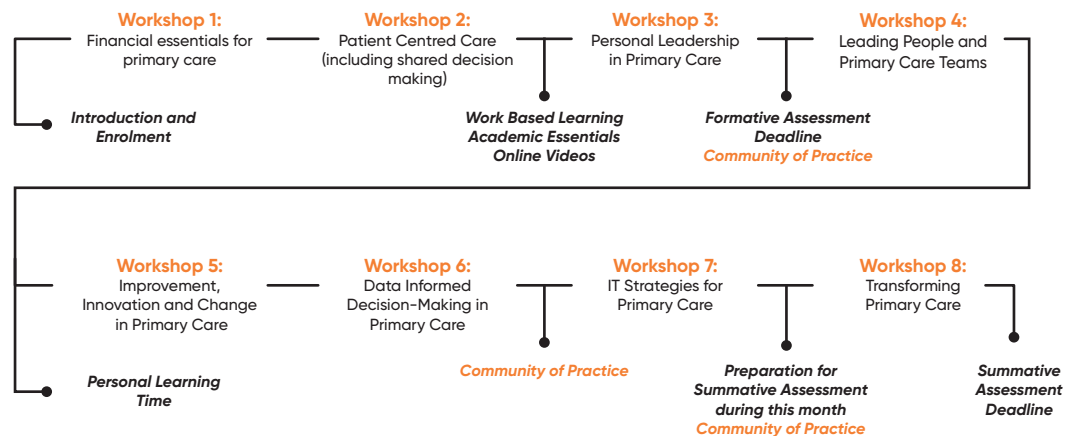 Workshop 1:
Financial essentials for
primary care
Workshop 2:
Patient Centred Care
(including shared decision
making)
Workshop 3:
Personal Leadership
in Primary Care
Workshop 4:
Leading People and
Primary Care Teams
Introduction and
Enrolment
Work Based Learning
Academic Essentials
Online Videos
Formative Assessment
Deadline
Community of Practice
Workshop 5:
Improvement,
Innovation and Change
in Primary Care
Workshop 6:
Data Informed
Decision-Making in
Primary Care
Workshop 7:
IT Strategies for
Primary Care
Workshop 8:
Transforming
Primary Care
Personal Learning
Time
Community of Practice
Preparation for
Summative Assessment
during this month
Community of Practice
Summative
Assessment
Deadline